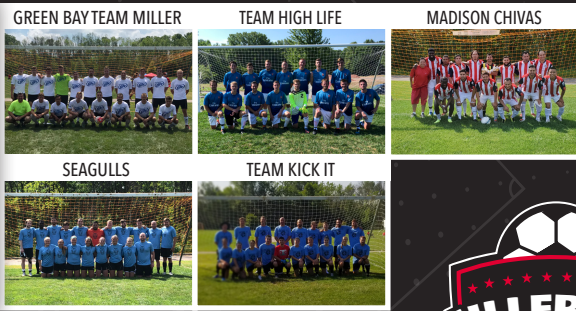 GREEN BAY TEAM MILLER
TEAM HIGH LIFE
MADISON CHIVAS
SEAGULLS
TEAM KICK IT